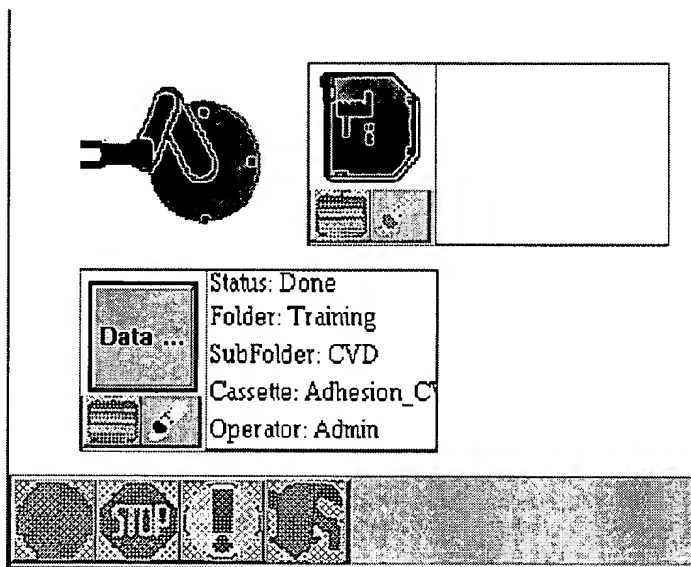 Status: Done
Folder: Training
Data ...
SubFolder: CVD
Cassette: Adhesion_C
Operator: Admin
STOP